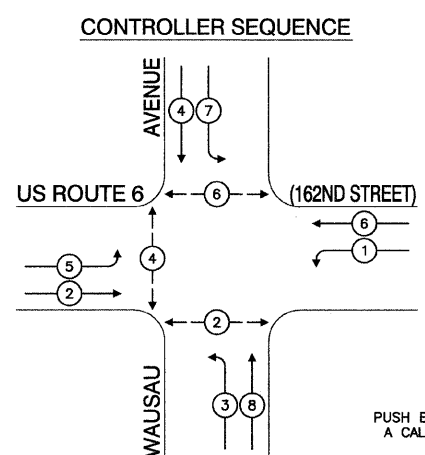 CONTROLLER SEQUENCE
AVENUE
4 7
US ROUTE 6
6
(162ND STREET)
6
1
5
4
2
2
WAUSAU
3 8
PUSH
A